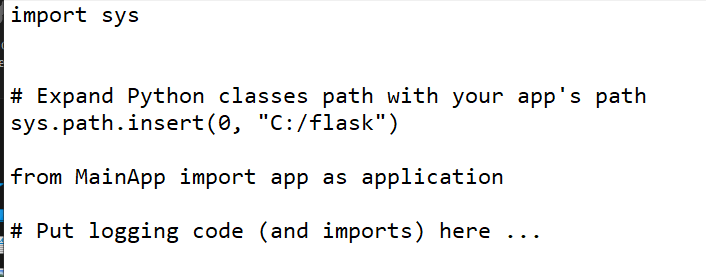 import sys
# Expand Python classes path with your app's path
sys.path.insert(0, "C:/flask")
from MainApp import app as application
# Put logging code (and imports) here ...